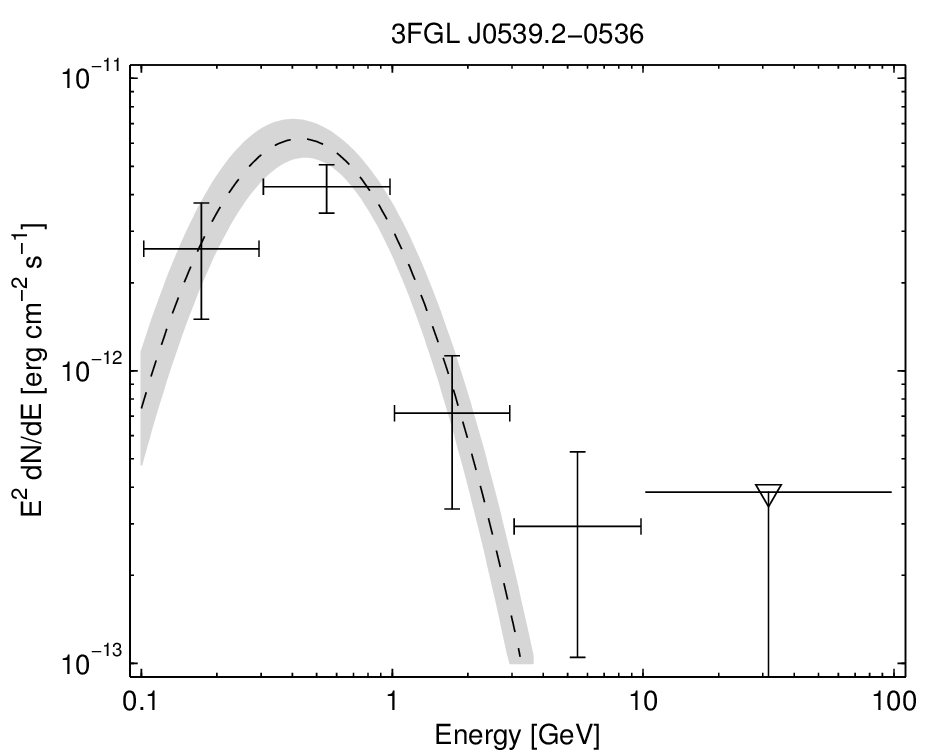 3FGL J0539.2−0536
10⁻¹¹
10⁻¹²
10⁻¹³
E² dN/dE [erg cm⁻² s⁻¹]
0.1 1 10 100
Energy [GeV]